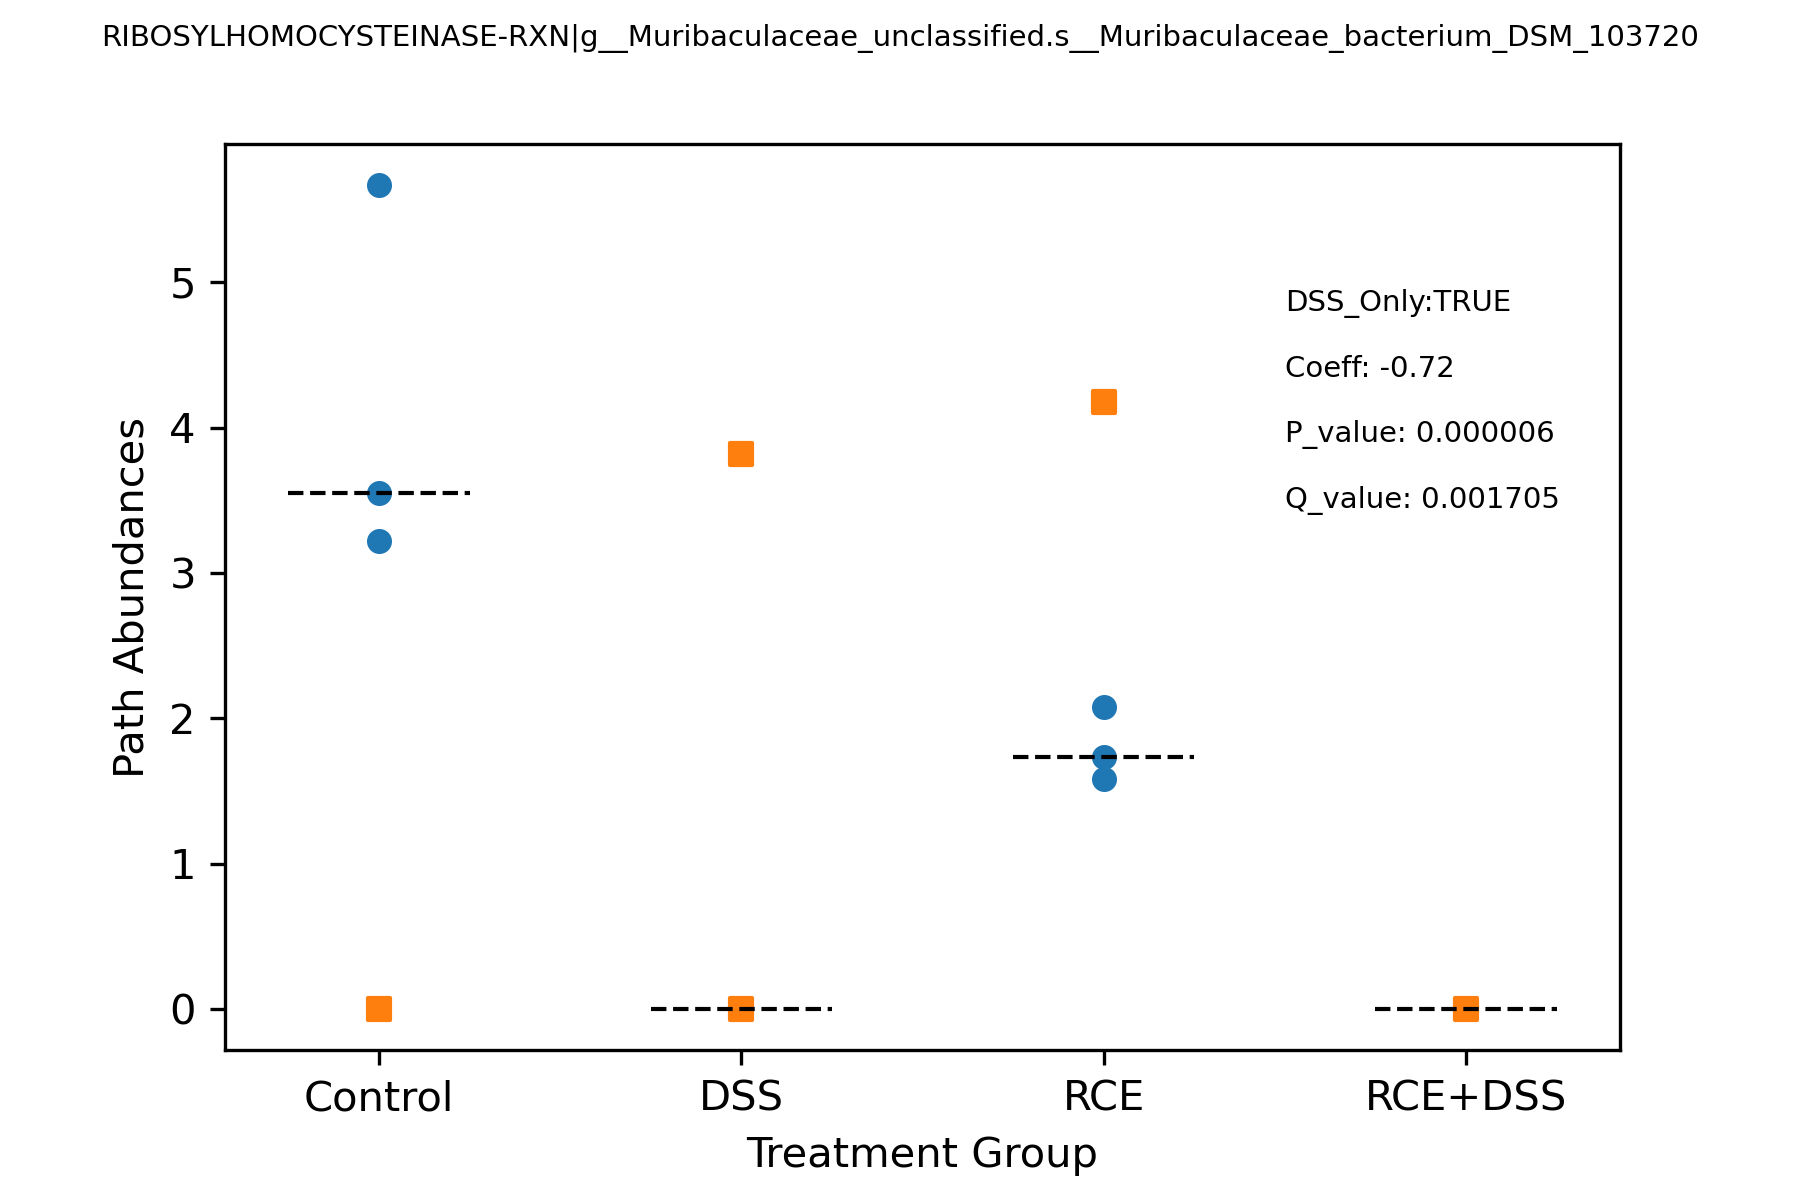 RIBOSYLHOMOCYSTEINASE-RXN|g__Muribaculaceae_unclassified.s__Muribaculaceae_bacterium_DSM_103720
5
4
3
2
1
0
Path Abundances
DSS_Only:TRUE
Coeff: -0.72
P_value: 0.000006
Q_value: 0.001705
Control
DSS
RCE
RCE+DSS
Treatment Group